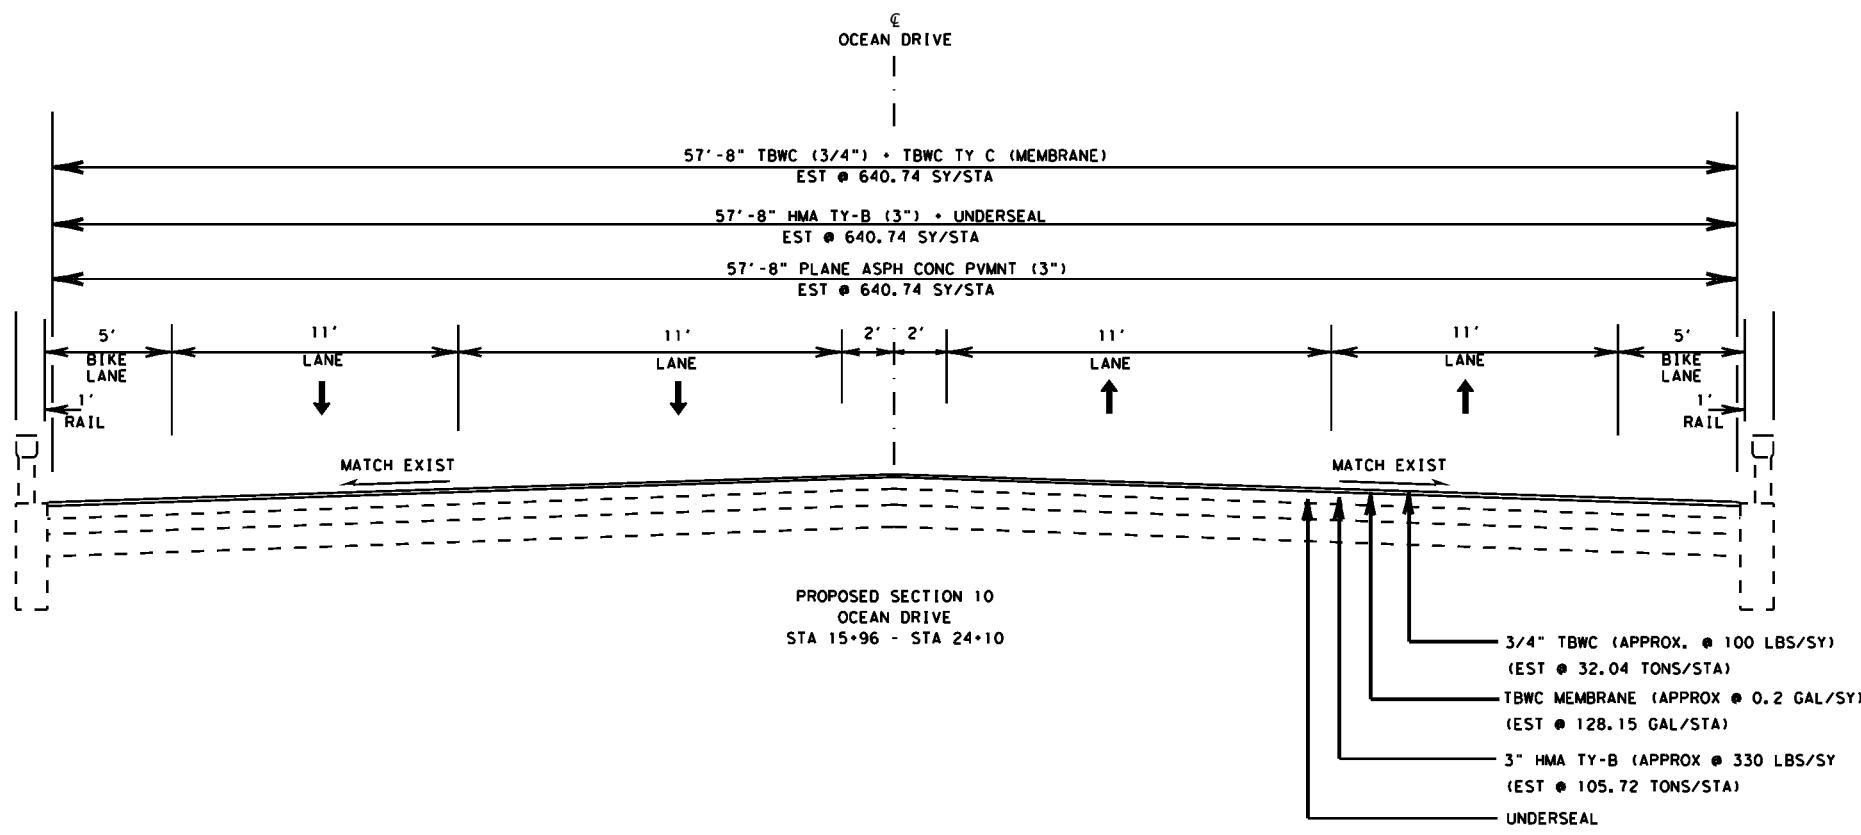 ℄
OCEAN DRIVE
57'-8" TBWC (3/4") + TBWC TY C (MEMBRANE)
EST @ 640.74 SY/STA
57'-8" HMA TY-B (3") + UNDERSEAL
EST @ 640.74 SY/STA
57'-8" PLANE ASPH CONC PVMNT (3")
EST @ 640.74 SY/STA
5' 11' 11' 2' 2' 11' 11' 5'
BIKE LANE LANE LANE LANE BIKE
LANE LANE
1' 1'
RAIL RAIL
MATCH EXIST MATCH EXIST
PROPOSED SECTION 10
OCEAN DRIVE
STA 15+96 - STA 24+10
3/4" TBWC (APPROX. @ 100 LBS/SY)
(EST @ 32.04 TONS/STA)
TBWC MEMBRANE (APPROX @ 0.2 GAL/SY)
(EST @ 128.15 GAL/STA)
3" HMA TY-B (APPROX @ 330 LBS/SY
(EST @ 105.72 TONS/STA)
UNDERSEAL